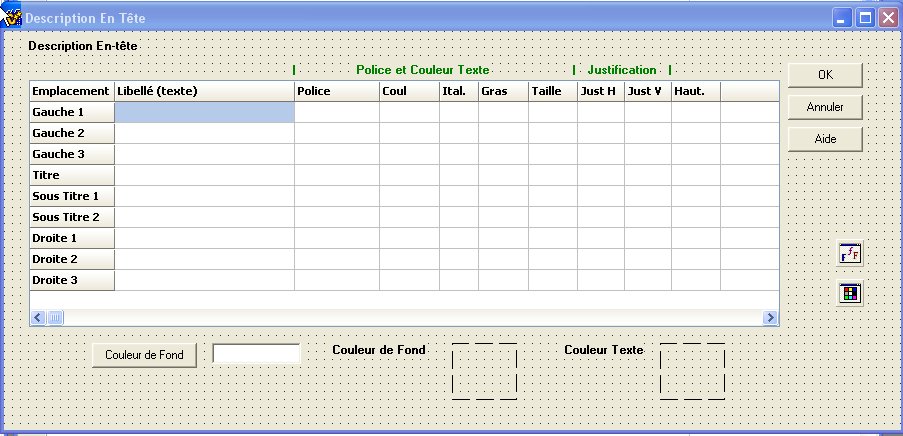 Description En Tête
Description En-tête
Police et Couleur Texte Justification
Emplacement Libellé (texte) Police Coul Ital. Gras Taille Just H Just V Haut.
Gauche 1
Gauche 2
Gauche 3
Titre
Sous Titre 1
Sous Titre 2
Droite 1
Droite 2
Droite 3
OK
Annuler
Aide
Couleur de Fond Couleur de Fond Couleur Texte